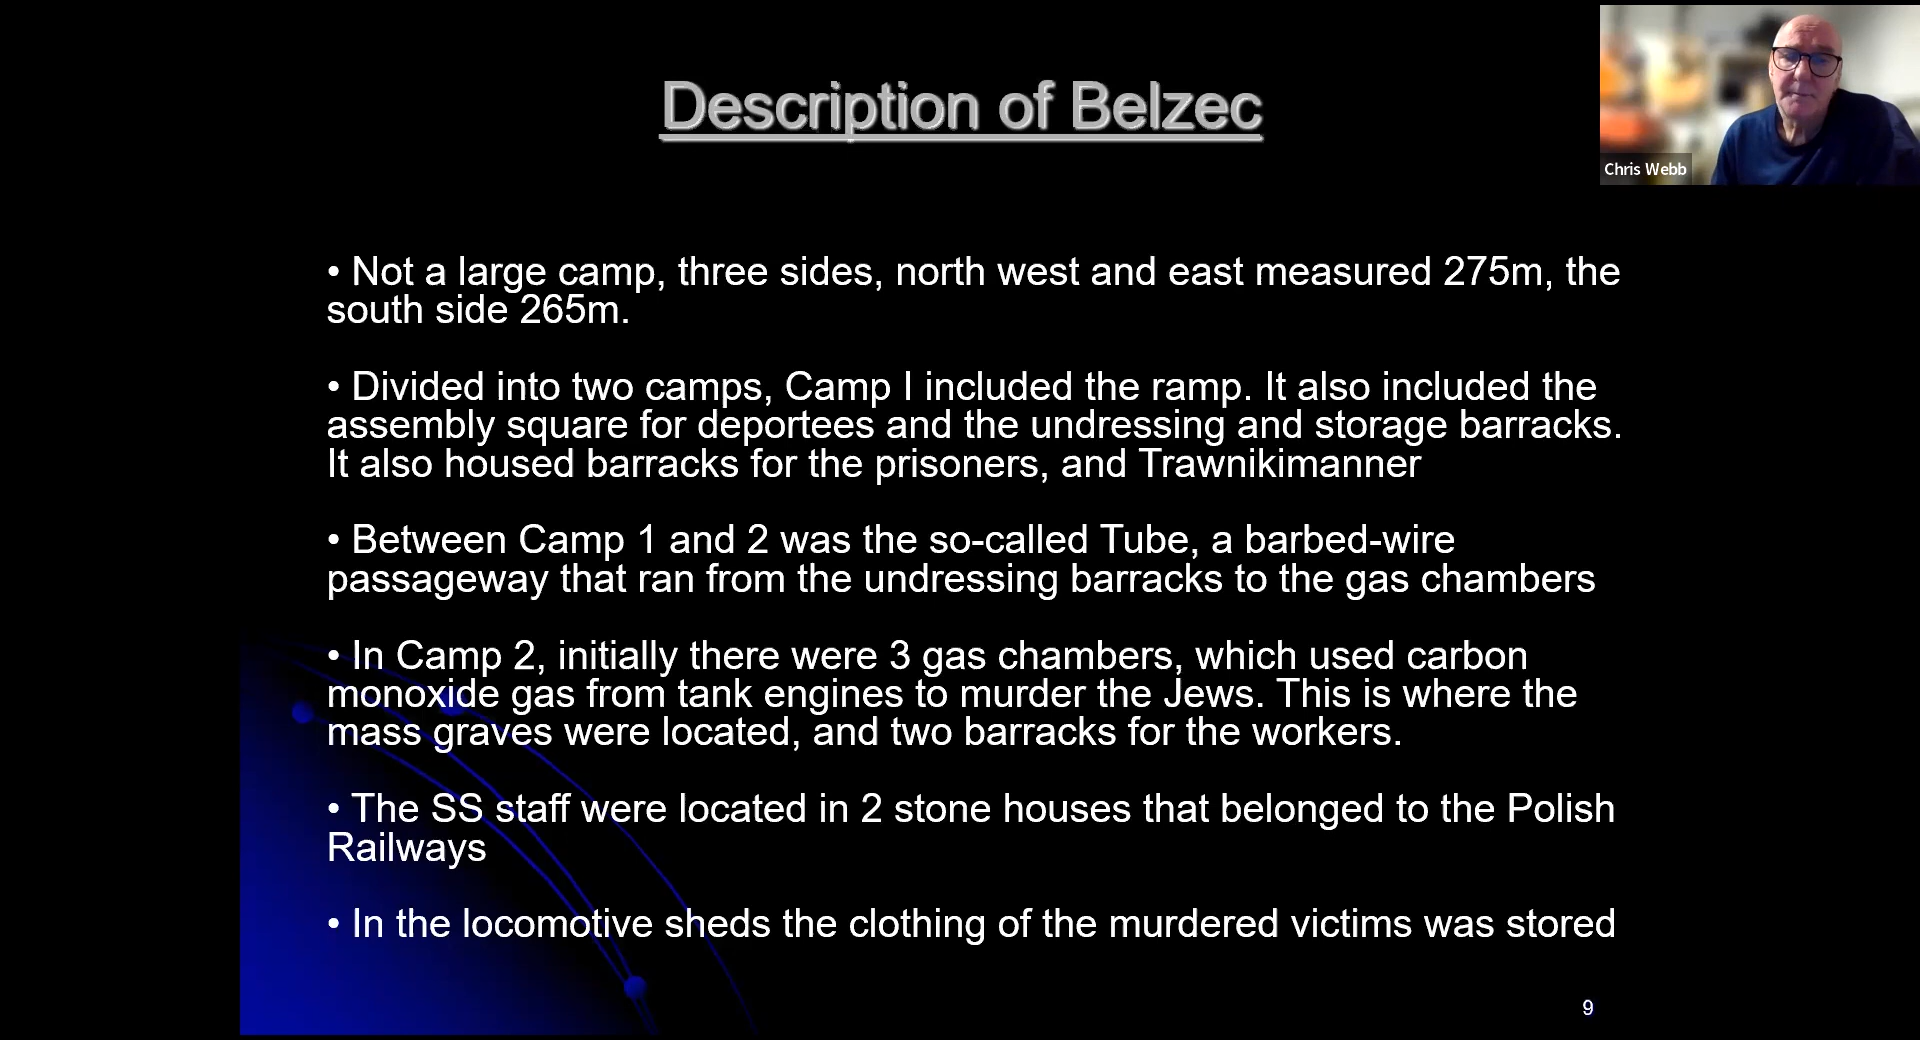 Description of Belzec
Chris Webb
• Not a large camp, three sides, north west and east measured 275m, the
south side 265m.
• Divided into two camps, Camp I included the ramp. It also included the
assembly square for deportees and the undressing and storage barracks.
It also housed barracks for the prisoners, and Trawnikimanner
• Between Camp 1 and 2 was the so-called Tube, a barbed-wire
passageway that ran from the undressing barracks to the gas chambers
• In Camp 2, initially there were 3 gas chambers, which used carbon
monoxide gas from tank engines to murder the Jews. This is where the
mass graves were located, and two barracks for the workers.
• The SS staff were located in 2 stone houses that belonged to the Polish
Railways
• In the locomotive sheds the clothing of the murdered victims was stored
9